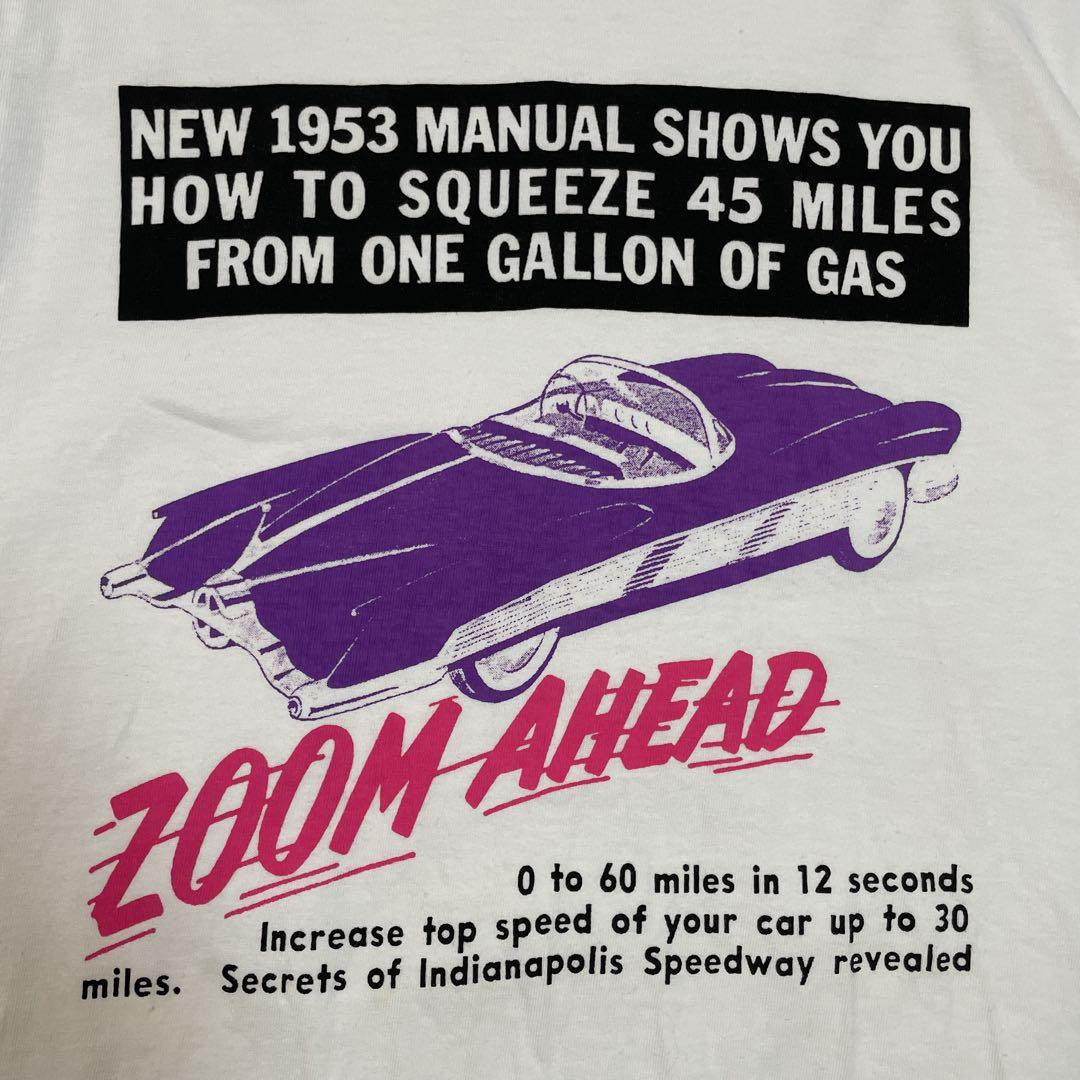 NEW 1953 MANUAL SHOWS YOU
HOW TO SQUEEZE 45 MILES
FROM ONE GALLON OF GAS
ZOOM AHEAD
0 to 60 miles in 12 seconds
Increase top speed of your car up to 30
miles. Secrets of Indianapolis Speedway revealed